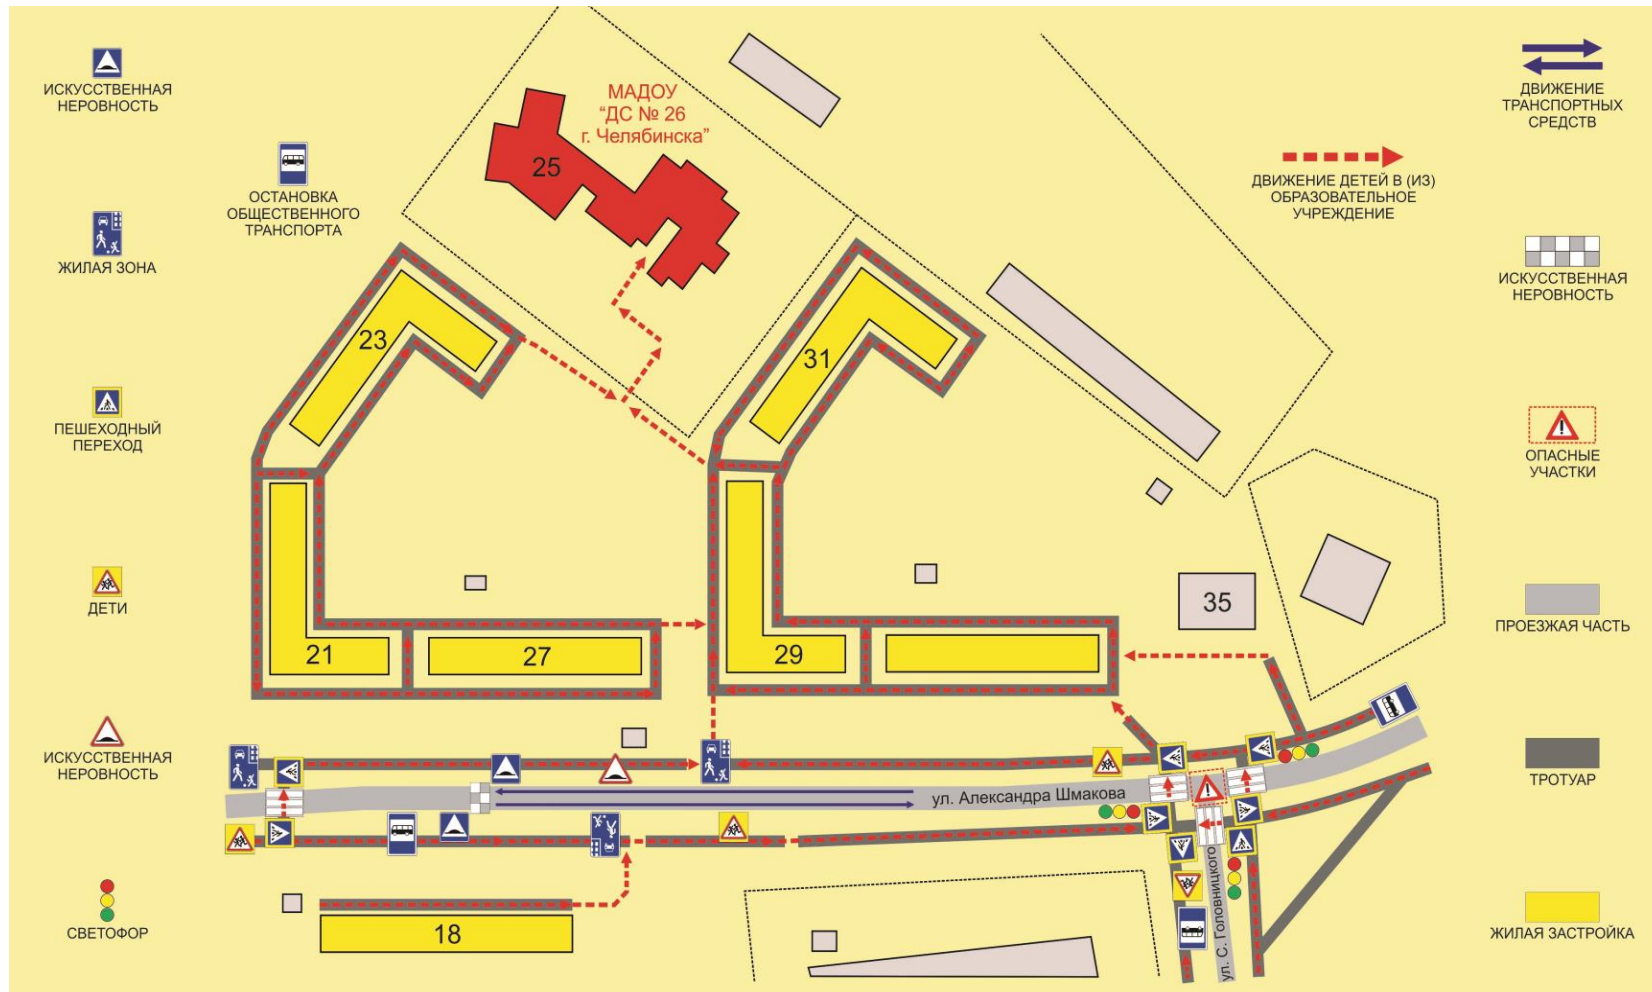 ИСКУССТВЕННАЯ
НЕРОВНОСТЬ
ЖИЛАЯ ЗОНА
ПЕШЕХОДНЫЙ
ПЕРЕХОД
ДЕТИ
ИСКУССТВЕННАЯ
НЕРОВНОСТЬ
СВЕТОФОР
ОСТАНОВКА
ОБЩЕСТВЕННОГО
ТРАНСПОРТА
МАДОУ
"ДС № 26
г. Челябинска"
25
23
31
21
27
29
35
18
ул. Александра Шмакова
ул. С. Головницкого
ДВИЖЕНИЕ
ТРАНСПОРТНЫХ
СРЕДСТВ
ДВИЖЕНИЕ ДЕТЕЙ В (ИЗ)
ОБРАЗОВАТЕЛЬНОЕ
УЧРЕЖДЕНИЕ
ИСКУССТВЕННАЯ
НЕРОВНОСТЬ
ОПАСНЫЕ
УЧАСТКИ
ПРОЕЗЖАЯ ЧАСТЬ
ТРОТУАР
ЖИЛАЯ ЗАСТРОЙКА